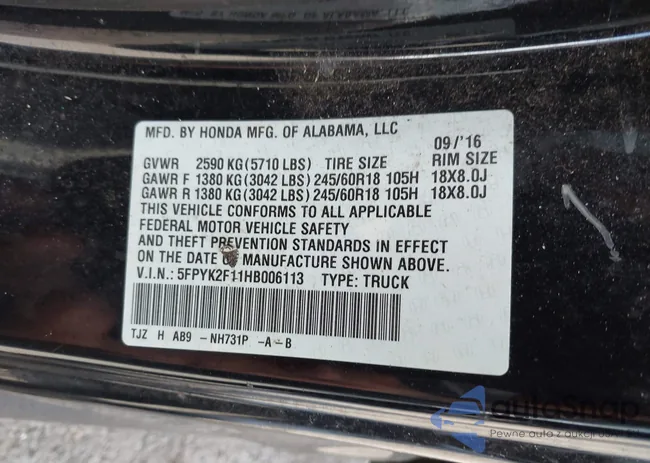 MFD. BY HONDA MFG. OF ALABAMA, LLC
09/'16
GVWR 2590 KG (5710 LBS) TIRE SIZE RIM SIZE
GAWR F 1380 KG (3042 LBS) 245/60R18 105H 18X8.0J
GAWR R 1380 KG (3042 LBS) 245/60R18 105H 18X8.0J
THIS VEHICLE CONFORMS TO ALL APPLICABLE
FEDERAL MOTOR VEHICLE SAFETY
AND THEFT PREVENTION STANDARDS IN EFFECT
ON THE DATE OF MANUFACTURE SHOWN ABOVE.
V.I.N.: 5FPYK2F11HB006113 TYPE: TRUCK
TJZ H AB9 -NH731P -A-B
autoSnap
Pewne auto z aukcji